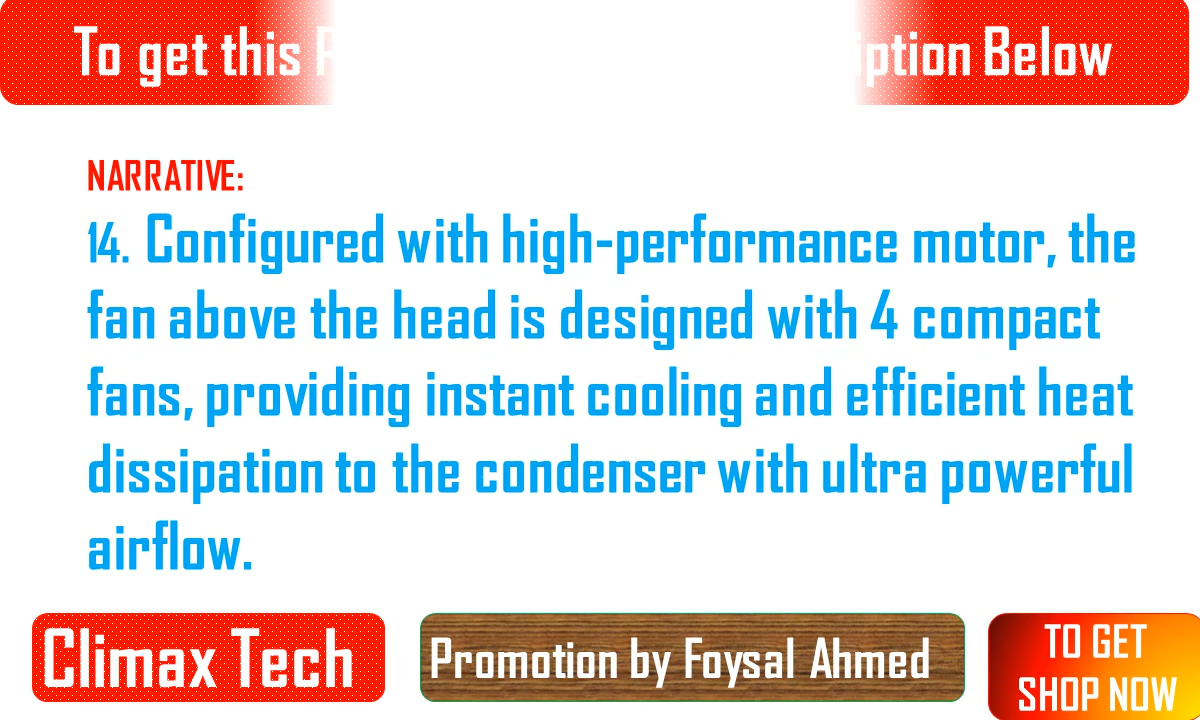 To get this
ption Below
NARRATIVE:
14. Configured with high-performance motor, the
fan above the head is designed with 4 compact
fans, providing instant cooling and efficient heat
dissipation to the condenser with ultra powerful
airflow.
Climax Tech
Promotion by Foysal Ahmed
TO GET
SHOP NOW